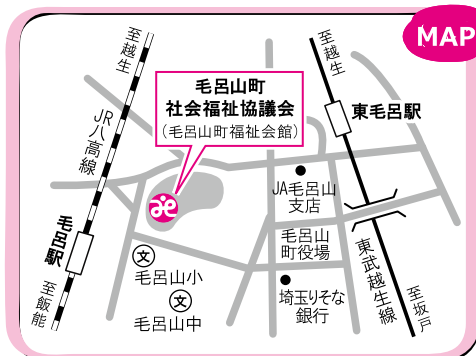 MAP
至越生
至越生
毛呂山町
社会福祉協議会
(毛呂山町福祉会館)
JR八高線
東毛呂駅
JA毛呂山
支店
毛呂駅
毛呂山
町役場
文
毛呂山小
文
毛呂山中
埼玉りそな
銀行
東武越生線
至飯能
至坂戸